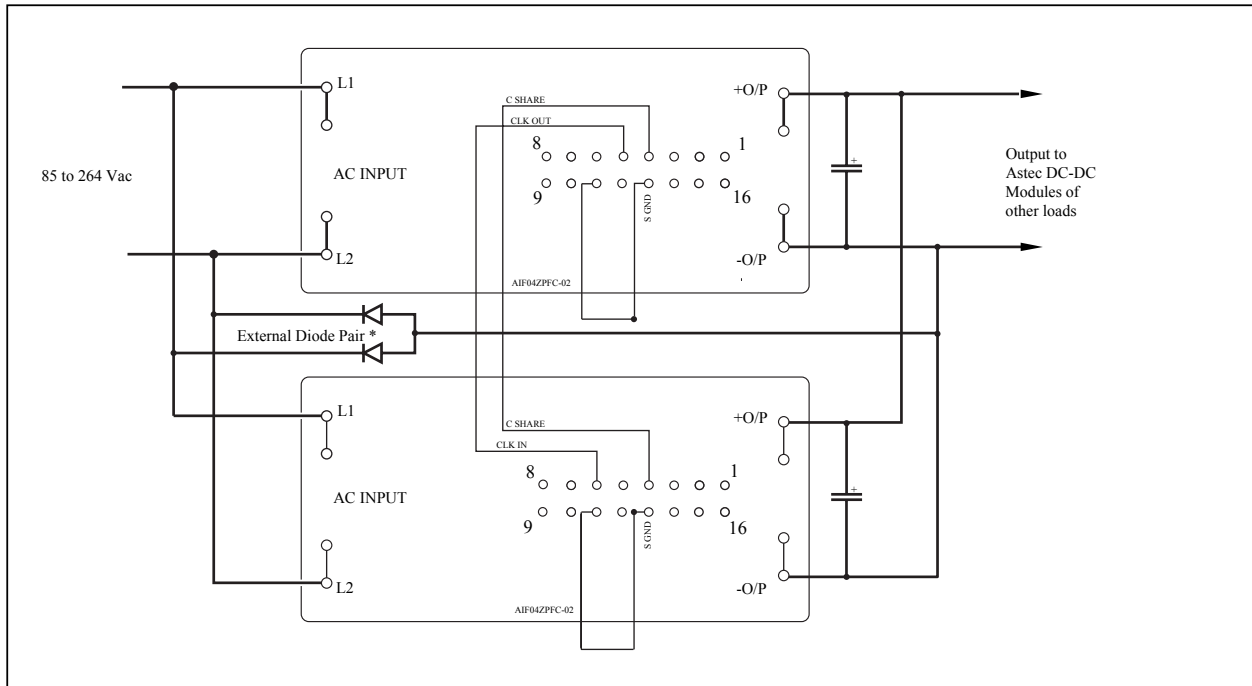 L1
+O/P
C SHARE
CLK OUT
8
1
85 to 264 Vac
AC INPUT
Output to
Astec DC-DC
Modules of
other loads
9
16
S GND
L2
-O/P
AIF04ZPFC-02
External Diode Pair *
L1
+O/P
C SHARE
CLK IN
8
1
AC INPUT
9
16
S GND
L2
-O/P
AIF04ZPFC-02